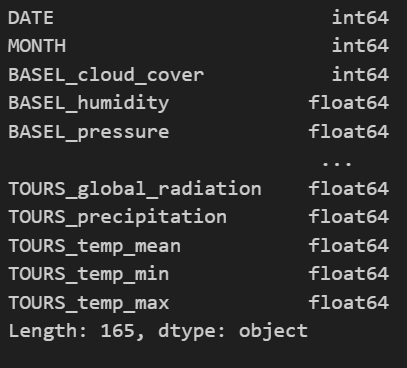 DATE int64
MONTH int64
BASEL_cloud_cover int64
BASEL_humidity float64
BASEL_pressure float64
...
TOURS_global_radiation float64
TOURS_precipitation float64
TOURS_temp_mean float64
TOURS_temp_min float64
TOURS_temp_max float64
Length: 165, dtype: object